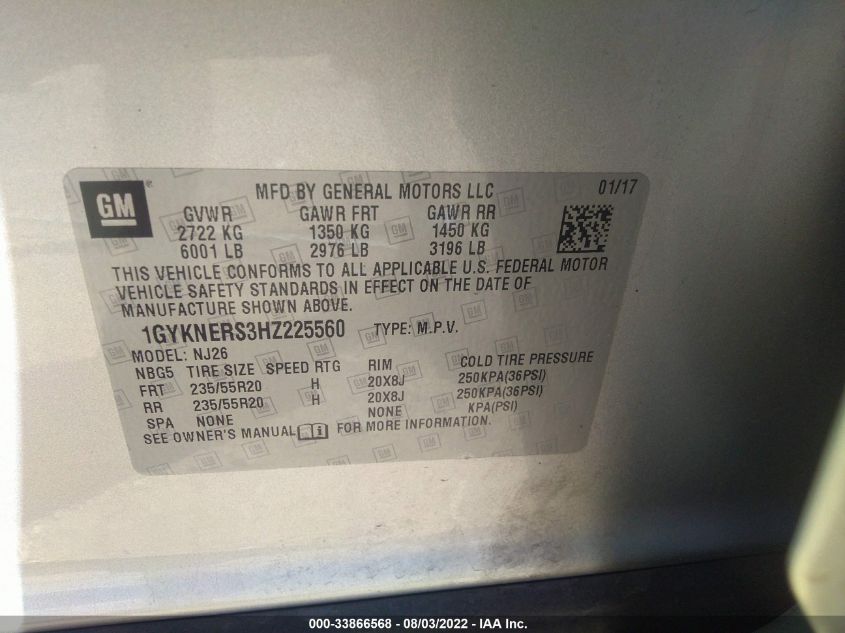 GM
MFD BY GENERAL MOTORS LLC 01/17
GVWR GAWR FRT GAWR RR
2722 KG 1350 KG 1450 KG
6001 LB 2976 LB 3196 LB
THIS VEHICLE CONFORMS TO ALL APPLICABLE U.S. FEDERAL MOTOR
VEHICLE SAFETY STANDARDS IN EFFECT ON THE DATE OF
MANUFACTURE SHOWN ABOVE.
1GYKNERS3HZ225560 TYPE: M.P.V.
MODEL: NJ26
NBG5 TIRE SIZE SPEED RTG RIM COLD TIRE PRESSURE
FRT 235/55R20 H 20X8J 250KPA(36PSI)
RR 235/55R20 H 20X8J 250KPA(36PSI)
SPA NONE NONE KPA(PSI)
SEE OWNER'S MANUAL FOR MORE INFORMATION.
000-33866568 - 08/03/2022 - IAA Inc.